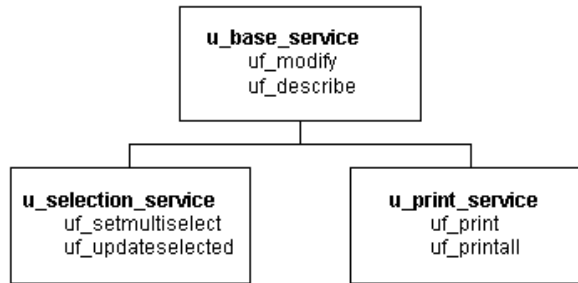 u_base_service
uf_modify
uf_describe
u_selection_service
uf_setmultiselect
uf_updateselected
u_print_service
uf_print
uf_printall